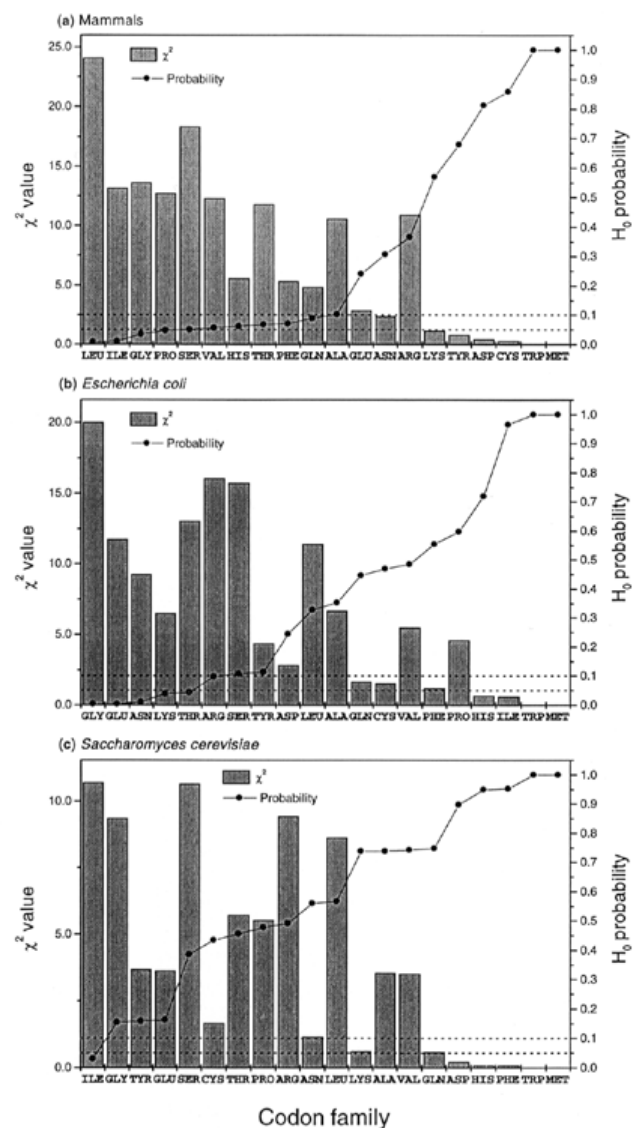 (a) Mammals
χ² value
25.0
20.0
15.0
10.0
5.0
0.0
χ²
Probability
1.0
0.9
0.8
0.7
0.6
0.5
0.4
0.3
0.2
0.1
0.0
H₀ probability
LEU ILE GLY PRO SER VAL HIS THR PHE GLN ALA GLU ASN ARG LYS TYR ASP CYS TRP MET
(b) Escherichia coli
χ² value
20.0
15.0
10.0
5.0
0.0
χ²
Probability
1.0
0.9
0.8
0.7
0.6
0.5
0.4
0.3
0.2
0.1
0.0
H₀ probability
GLY GLU ASN LYS THR ARG SER TYR ASP LEU ALA GLN CYS VAL PHE PRO HIS ILE TRP MET
(c) Saccharomyces cerevisiae
χ² value
10.0
5.0
0.0
χ²
Probability
1.0
0.9
0.8
0.7
0.6
0.5
0.4
0.3
0.2
0.1
0.0
H₀ probability
ILE GLY TYR GLU SER CYS THR PRO ARG ASN LEU LYS ALA VAL GLN ASP HIS PHE TRP MET
Codon family